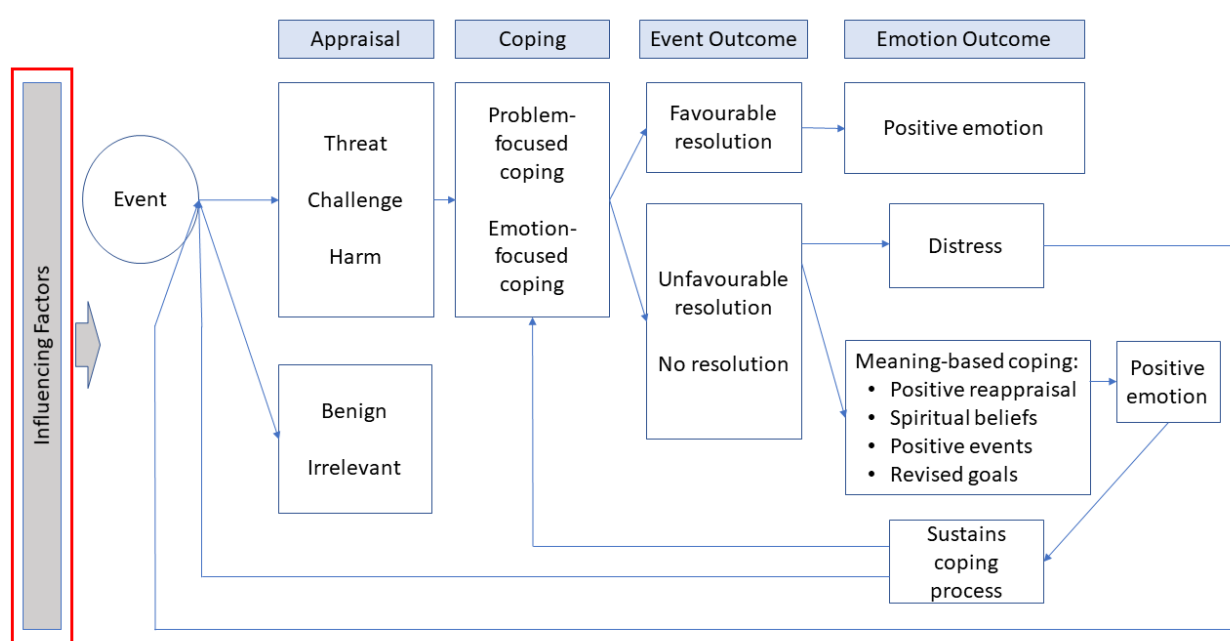 Appraisal
Coping
Event Outcome
Emotion Outcome
Influencing Factors
Event
Threat
Challenge
Harm
Benign
Irrelevant
Problem-
focused
coping
Emotion-
focused
coping
Favourable
resolution
Unfavourable
resolution
No resolution
Positive emotion
Distress
Meaning-based coping:
• Positive reappraisal
• Spiritual beliefs
• Positive events
• Revised goals
Positive
emotion
Sustains
coping
process